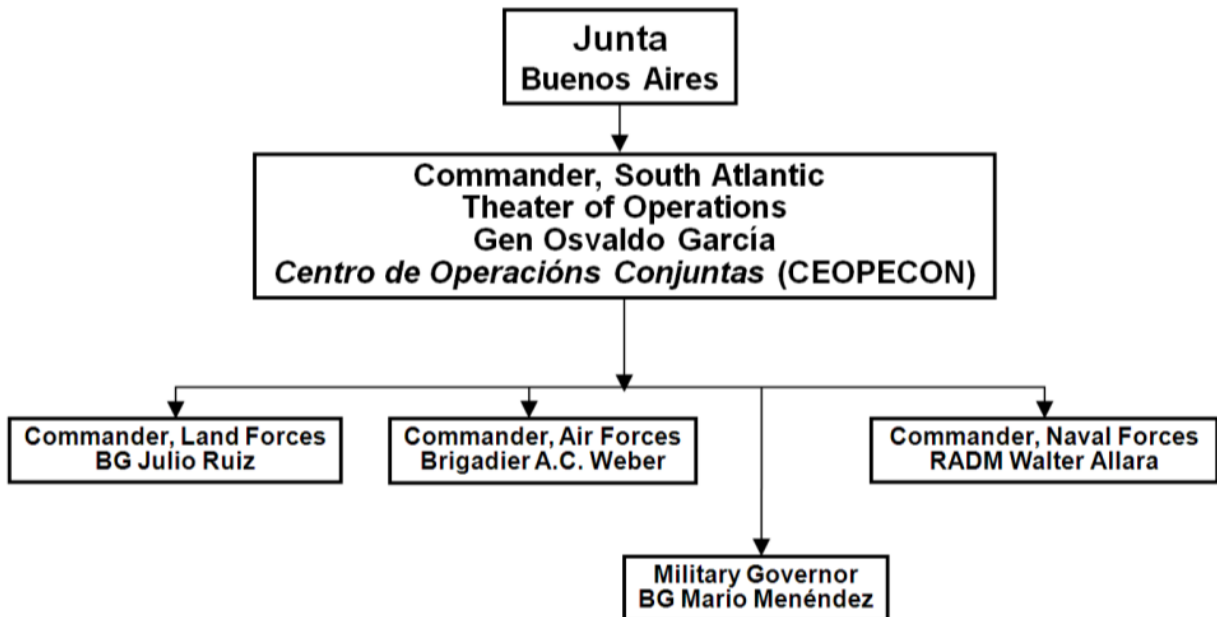 Junta
Buenos Aires
Commander, South Atlantic
Theater of Operations
Gen Osvaldo García
Centro de Operacións Conjuntas (CEOPECON)
Commander, Land Forces
BG Julio Ruiz
Commander, Air Forces
Brigadier A.C. Weber
Commander, Naval Forces
RADM Walter Allara
Military Governor
BG Mario Menéndez